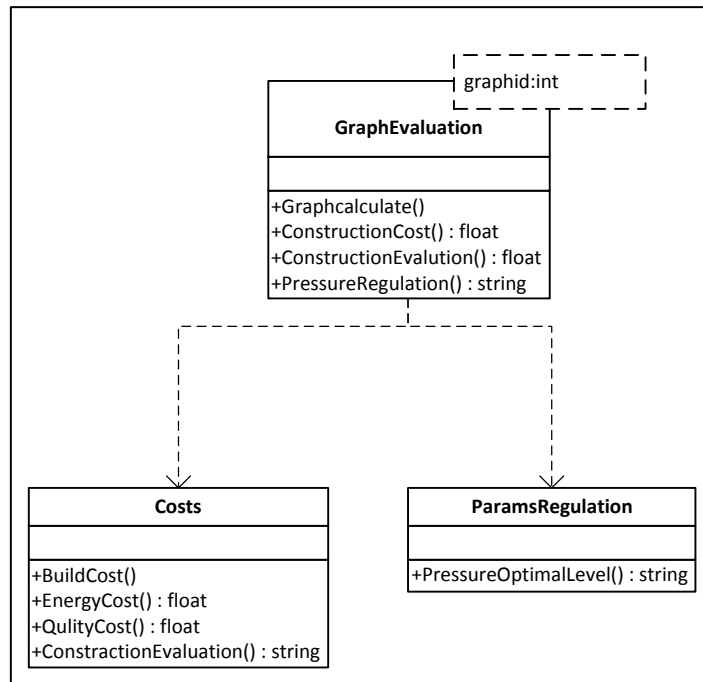 graphid:int
GraphEvaluation
+Graphcalculate()
+ConstructionCost() : float
+ConstructionEvalution() : float
+PressureRegulation() : string
Costs
+BuildCost()
+EnergyCost() : float
+QulityCost() : float
+ConstractionEvaluation() : string
ParamsRegulation
+PressureOptimalLevel() : string